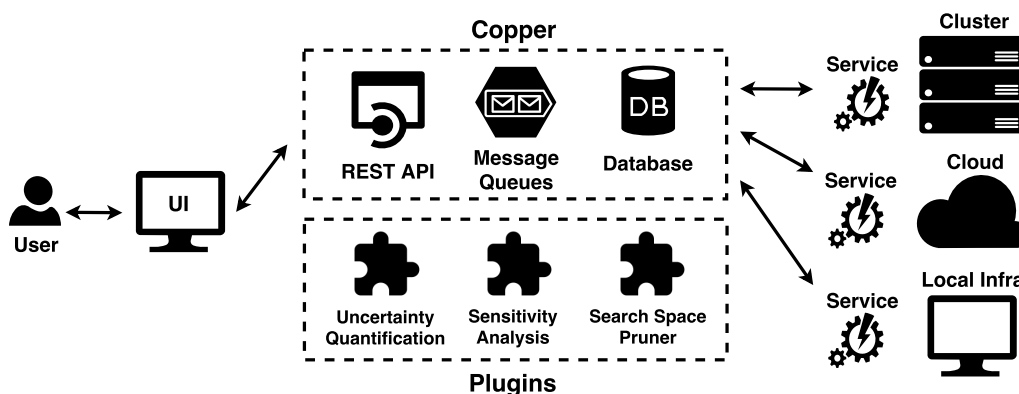 Copper
REST API
Message
Queues
DB
Database
User
UI
Uncertainty
Quantification
Sensitivity
Analysis
Search Space
Pruner
Plugins
Cluster
Service
Cloud
Service
Local Infra
Service